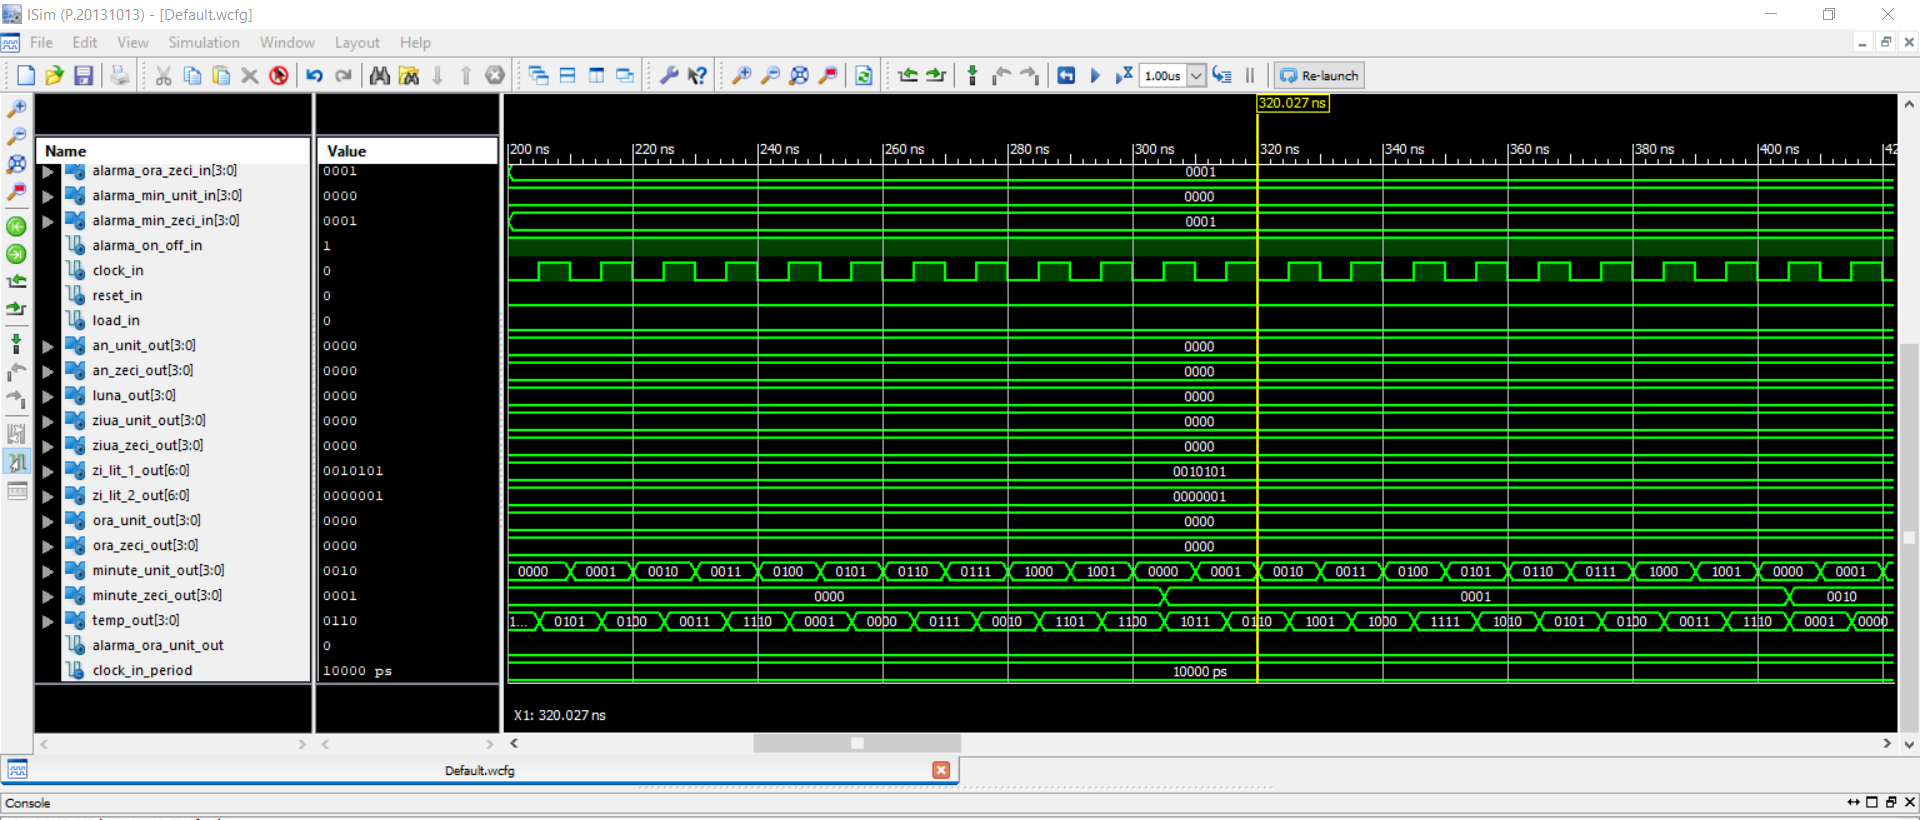 ISim (P.20131013) - [Default.wcfg]
File Edit View Simulation Window Layout Help
1.00us Re-launch
320.027 ns
Name Value 200 ns 220 ns 240 ns 260 ns 280 ns 300 ns 320 ns 340 ns 360 ns 380 ns 400 ns 42
alarma_ora_zeci_in[3:0] 0001 0001
alarma_min_unit_in[3:0] 0000 0000
alarma_min_zeci_in[3:0] 0001 0001
alarma_on_off_in 1
clock_in 0
reset_in 0
load_in 0
an_unit_out[3:0] 0000 0000
an_zeci_out[3:0] 0000 0000
luna_out[3:0] 0000 0000
ziua_unit_out[3:0] 0000 0000
ziua_zeci_out[3:0] 0000 0000
zi_lit_1_out[6:0] 0010101 0010101
zi_lit_2_out[6:0] 0000001 0000001
ora_unit_out[3:0] 0000 0000
ora_zeci_out[3:0] 0000 0000
minute_unit_out[3:0] 0010 0000 0001 0010 0011 0100 0101 0110 0111 1000 1001 0000 0001 0010 0011 0100 0101 0110 0111 1000 1001 0000 0001
minute_zeci_out[3:0] 0001 0000 0001 0010
temp_out[3:0] 0110 1... 0101 0100 0011 1110 0001 0000 0111 0010 1101 1100 1011 0110 1001 1000 1111 1010 0101 0100 0011 1110 0001 0000
alarma_ora_unit_out 0
clock_in_period 10000 ps 10000 ps
X1: 320.027 ns
Default.wcfg
Console